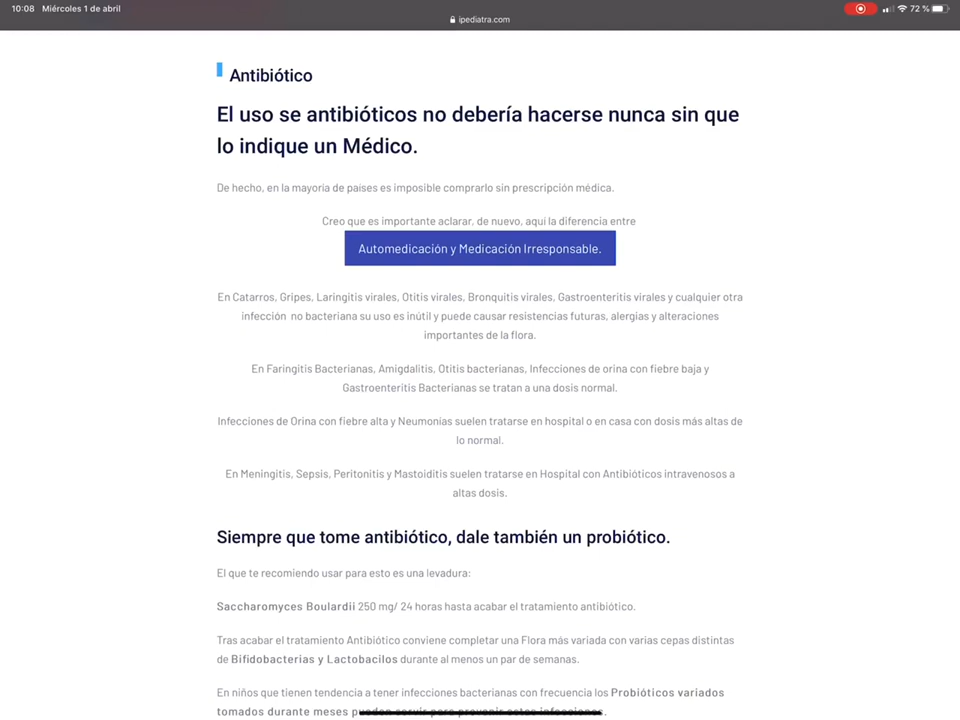 10:08 Miércoles 1 de abril
72 %
ipediatra.com
Antibiótico
El uso se antibióticos no debería hacerse nunca sin que
lo indique un Médico.
De hecho, en la mayoría de países es imposible comprarlo sin prescripción médica.
Creo que es importante aclarar, de nuevo, aquí la diferencia entre
Automedicación y Medicación Irresponsable.
En Catarros, Gripes, Laringitis virales, Otitis virales, Bronquitis virales, Gastroenteritis virales y cualquier otra
infección no bacteriana su uso es inútil y puede causar resistencias futuras, alergias y alteraciones
importantes de la flora.
En Faringitis Bacterianas, Amigdalitis, Otitis bacterianas, Infecciones de orina con fiebre baja y
Gastroenteritis Bacterianas se tratan a una dosis normal.
Infecciones de Orina con fiebre alta y Neumonías suelen tratarse en hospital o en casa con dosis más altas de
lo normal.
En Meningitis, Sepsis, Peritonitis y Mastoiditis suelen tratarse en Hospital con Antibióticos intravenosos a
altas dosis.
Siempre que tome antibiótico, dale también un probiótico.
El que te recomiendo usar para esto es una levadura:
Saccharomyces Boulardii 250 mg/ 24 horas hasta acabar el tratamiento antibiótico.
Tras acabar el tratamiento Antibiótico conviene completar una Flora más variada con varias cepas distintas
de Bifidobacterias y Lactobacilos durante al menos un par de semanas.
En niños que tienen tendencia a tener infecciones bacterianas con frecuencia los Probióticos variados
tomados durante meses pueden servir para prevenir estas infecciones.